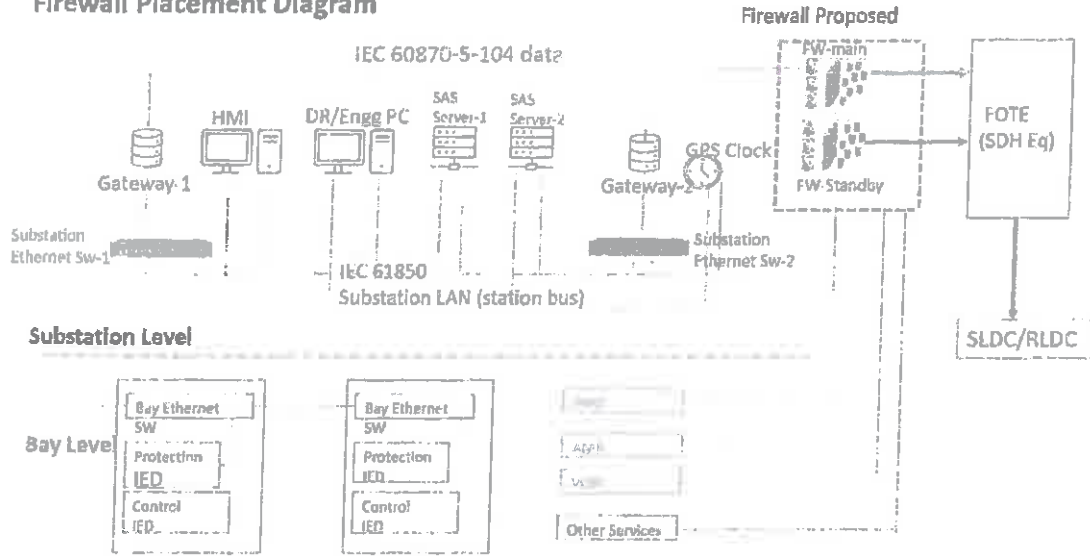 Firewall Placement Diagram
Firewall Proposed
IEC 60870-5-104 data
FW-main
FOTE
(SDH Eq)
HMI
DR/Engg PC
SAS
Server-1
SAS
Server-2
GPS Clock
Gateway-1
Gateway-2
FW-Standby
Substation
Ethernet Sw-1
Substation
Ethernet Sw-2
IEC 61850
Substation LAN (station bus)
Substation Level
SLDC/RLDC
Bay Level
Bay Ethernet
SW
Protection
IED
Control
IED
Bay Ethernet
SW
Protection
IED
Control
IED
Other Services